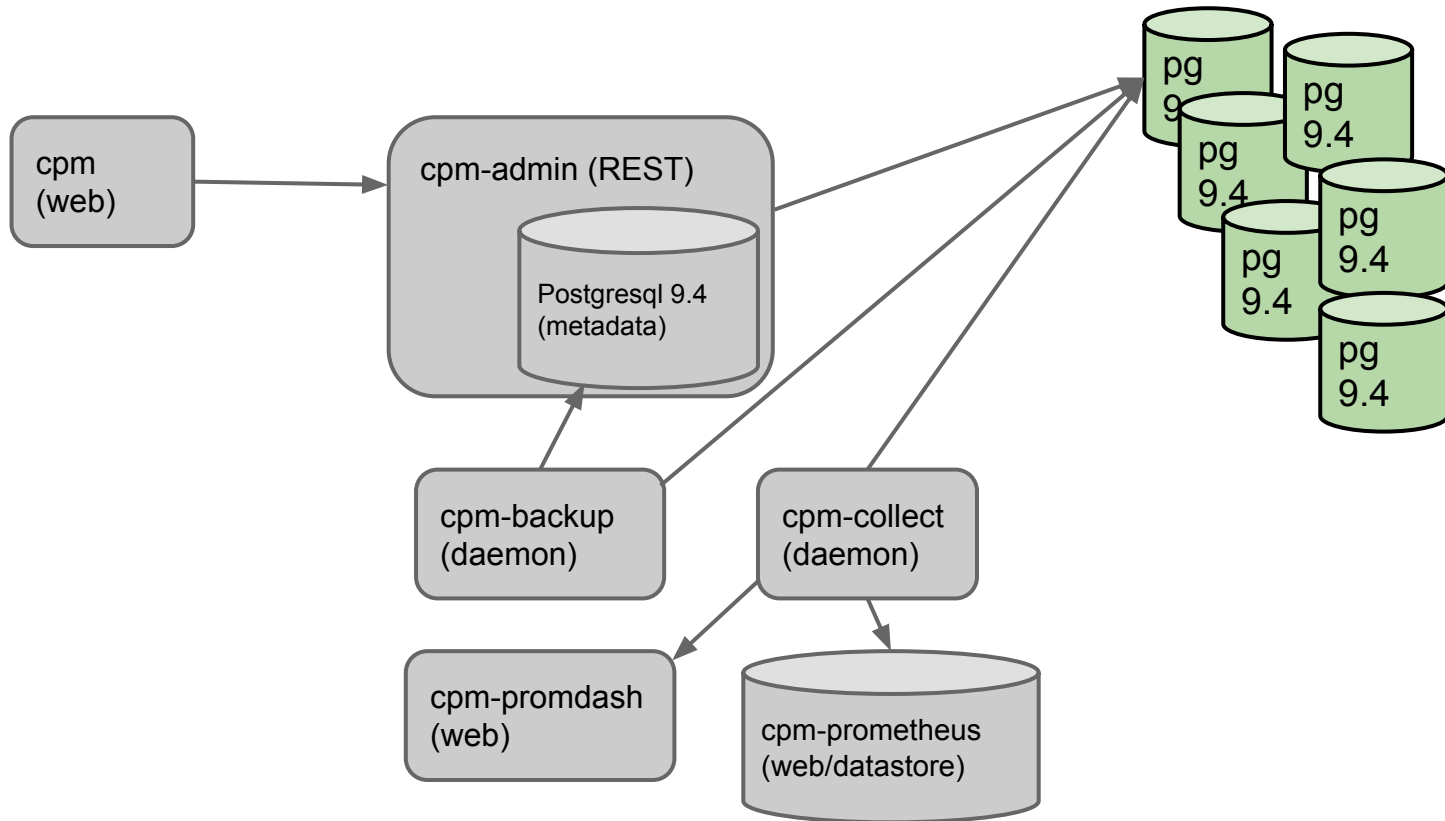 cpm
(web)
cpm-admin (REST)
Postgresql 9.4
(metadata)
pg
9.4
pg
9.4
pg
9.4
pg
9.4
pg
9.4
pg
9.4
cpm-backup
(daemon)
cpm-collect
(daemon)
cpm-promdash
(web)
cpm-prometheus
(web/datastore)